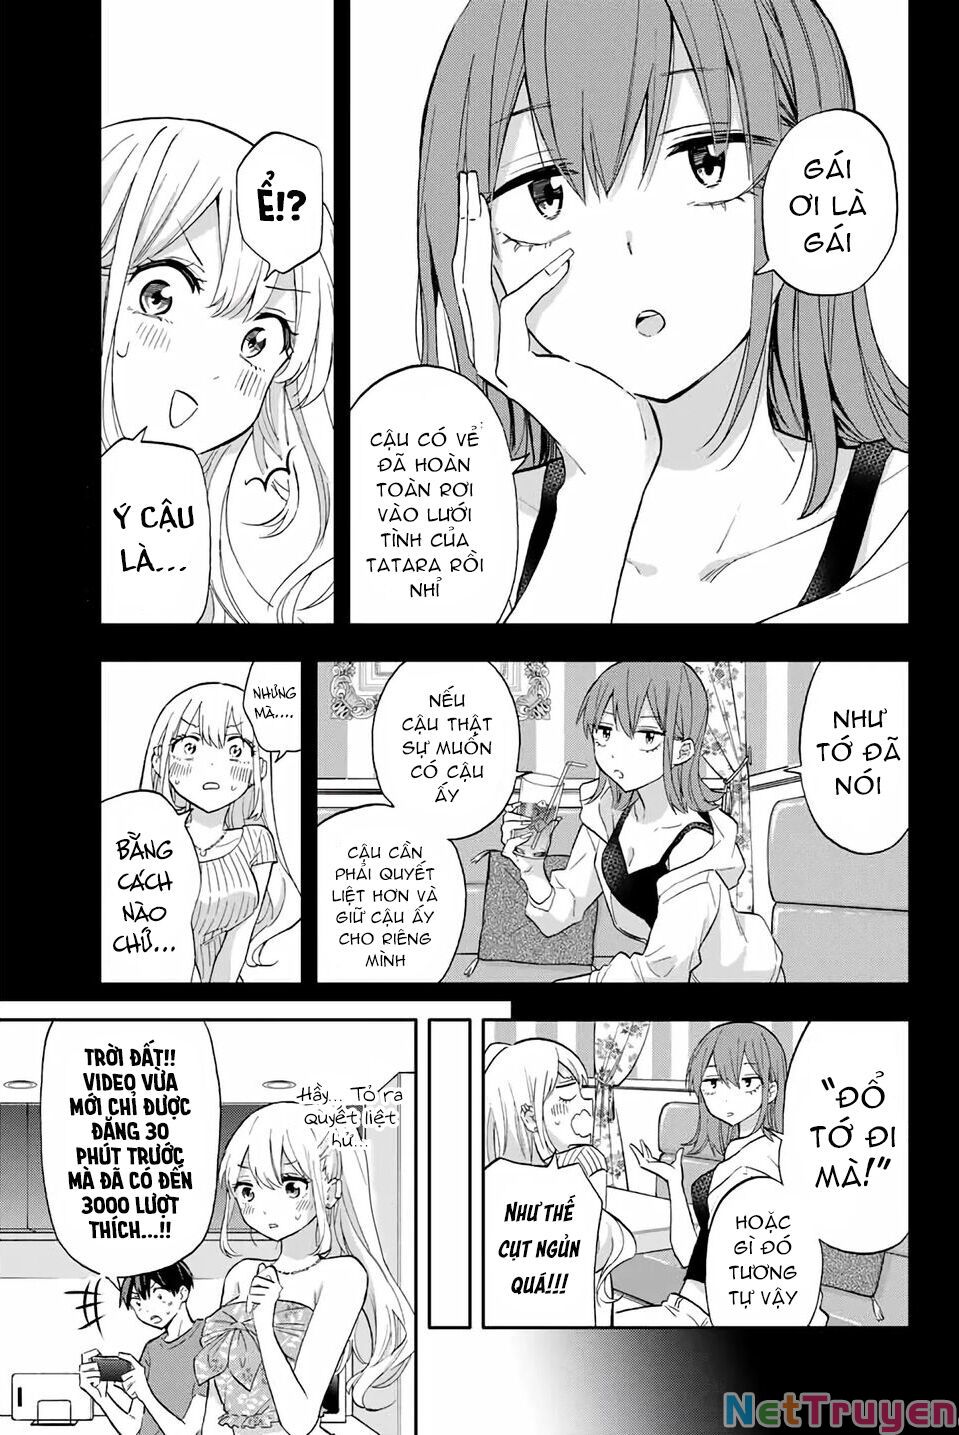 GÁI
ƠI LÀ
GÁI
CẬU CÓ VẺ
ĐÃ HOÀN
TOÀN RƠI
VÀO LƯỚI
TÌNH CỦA
TATARA RỒI
NHỈ
Ể!?
Ý CẬU
LÀ...
NHƯ
TỚ ĐÃ
NÓI
NẾU
CẬU THẬT
SỰ MUỐN
CÓ CẬU
ẤY
CẬU CẦN
PHẢI QUYẾT
LIỆT HƠN VÀ
GIỮ CẬU ẤY
CHO RIÊNG
MÌNH
NHƯNG
MÀ....
BẰNG
CÁCH
NÀO
CHỨ...
"ĐỔ
TỚ ĐI
MÀ!"
HOẶC
GÌ ĐÓ
TƯƠNG
TỰ VẬY
NHƯ THẾ
CỤT NGỦN
QUÁ!!!
Hầy... Tỏ ra
Quyết liệt
hử...
TRỜI ĐẤT!!
VIDEO VỪA
MỚI CHỈ ĐƯỢC
ĐĂNG 30
PHÚT TRƯỚC
MÀ ĐÃ CÓ ĐẾN
3000 LƯỢT
THÍCH...!!
NetTruyen